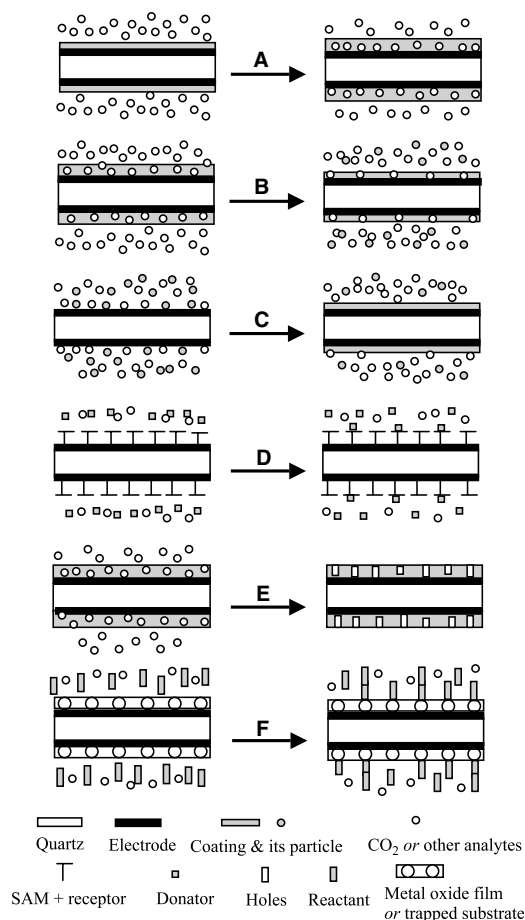 A
B
C
D
E
F
Quartz Electrode Coating & its particle CO₂ or other analytes
SAM + receptor Donator Holes Reactant Metal oxide film
or trapped substrate